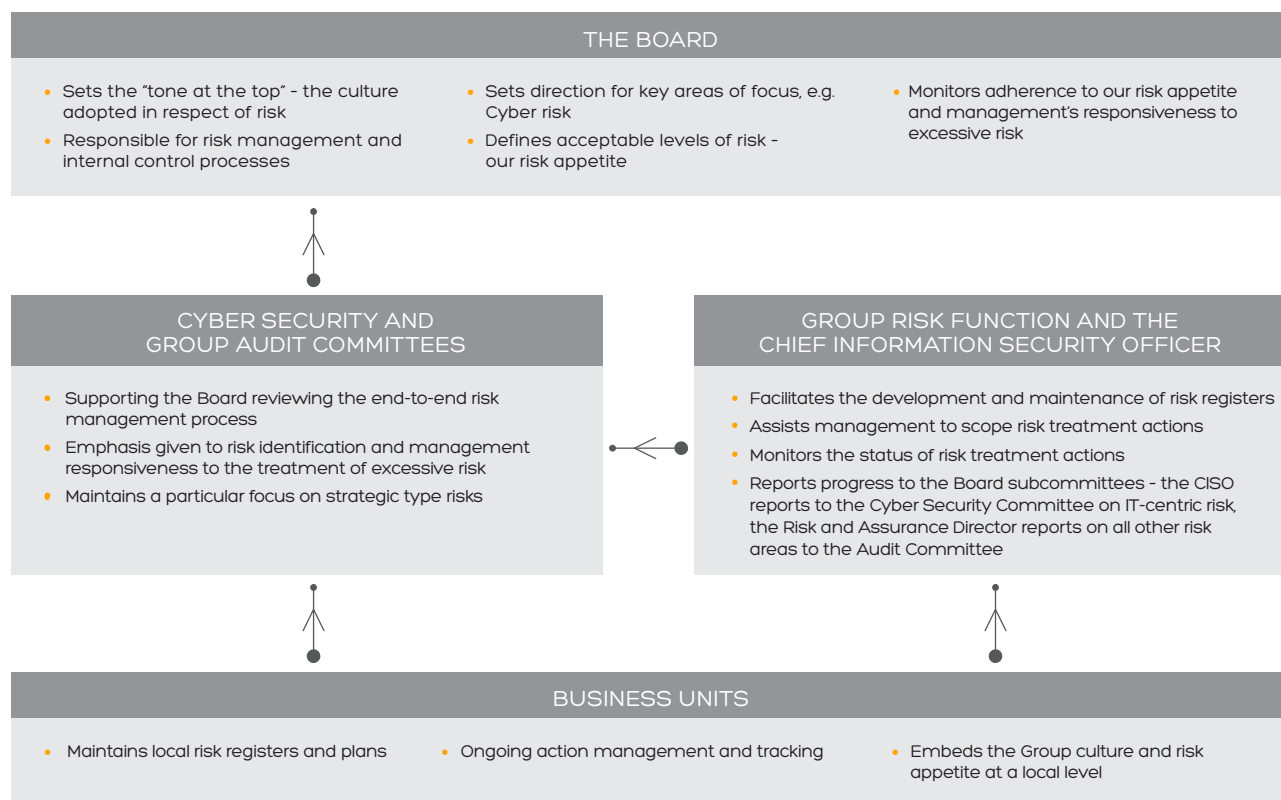 THE BOARD
• Sets the “tone at the top” - the culture
adopted in respect of risk
• Responsible for risk management and
internal control processes
• Sets direction for key areas of focus, e.g.
Cyber risk
• Defines acceptable levels of risk -
our risk appetite
• Monitors adherence to our risk appetite
and management’s responsiveness to
excessive risk
CYBER SECURITY AND
GROUP AUDIT COMMITTEES
• Supporting the Board reviewing the end-to-end risk
management process
• Emphasis given to risk identification and management
responsiveness to the treatment of excessive risk
• Maintains a particular focus on strategic type risks
GROUP RISK FUNCTION AND THE
CHIEF INFORMATION SECURITY OFFICER
• Facilitates the development and maintenance of risk registers
• Assists management to scope risk treatment actions
• Monitors the status of risk treatment actions
• Reports progress to the Board subcommittees - the CISO
reports to the Cyber Security Committee on IT-centric risk,
the Risk and Assurance Director reports on all other risk
areas to the Audit Committee
BUSINESS UNITS
• Maintains local risk registers and plans
• Ongoing action management and tracking
• Embeds the Group culture and risk
appetite at a local level